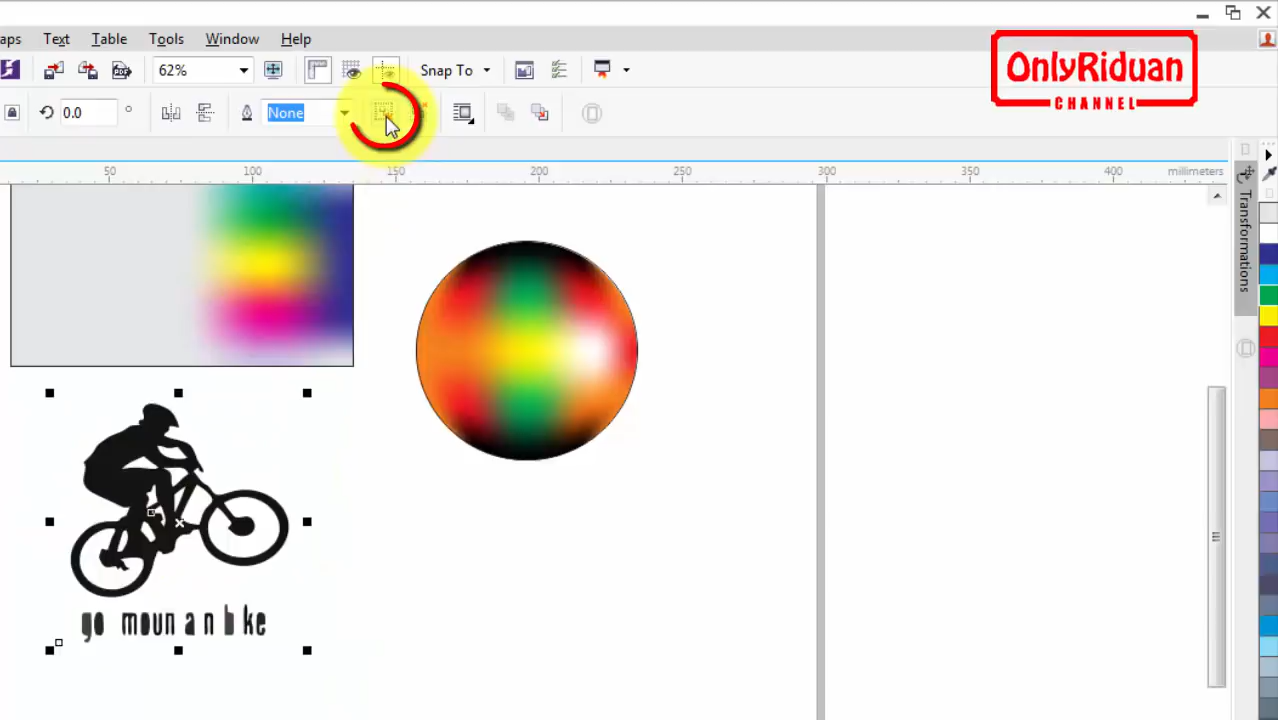 aps Text Table Tools Window Help
OnlyRiduan
CHANNEL
62% Snap To
0.0 ° None
50 100 150 200 250 300 350 400 millimeters
Transformations
go moun a n b ke